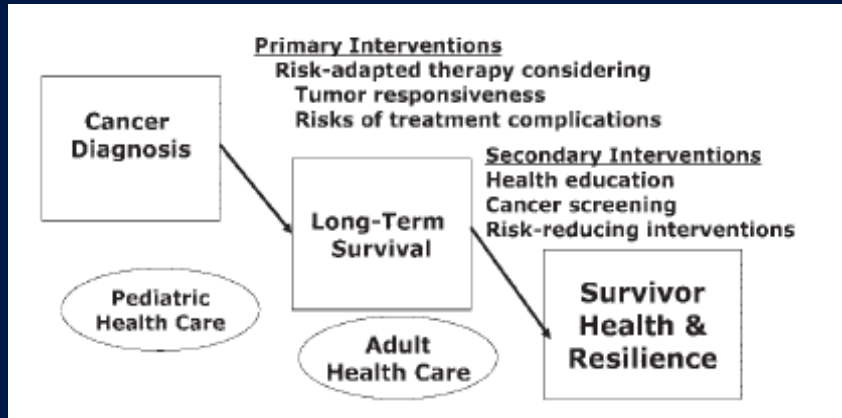 Primary Interventions
Risk-adapted therapy considering
Tumor responsiveness
Risks of treatment complications
Cancer
Diagnosis
Secondary Interventions
Health education
Cancer screening
Risk-reducing interventions
Long-Term
Survival
Pediatric
Health Care
Adult
Health Care
Survivor
Health &
Resilience